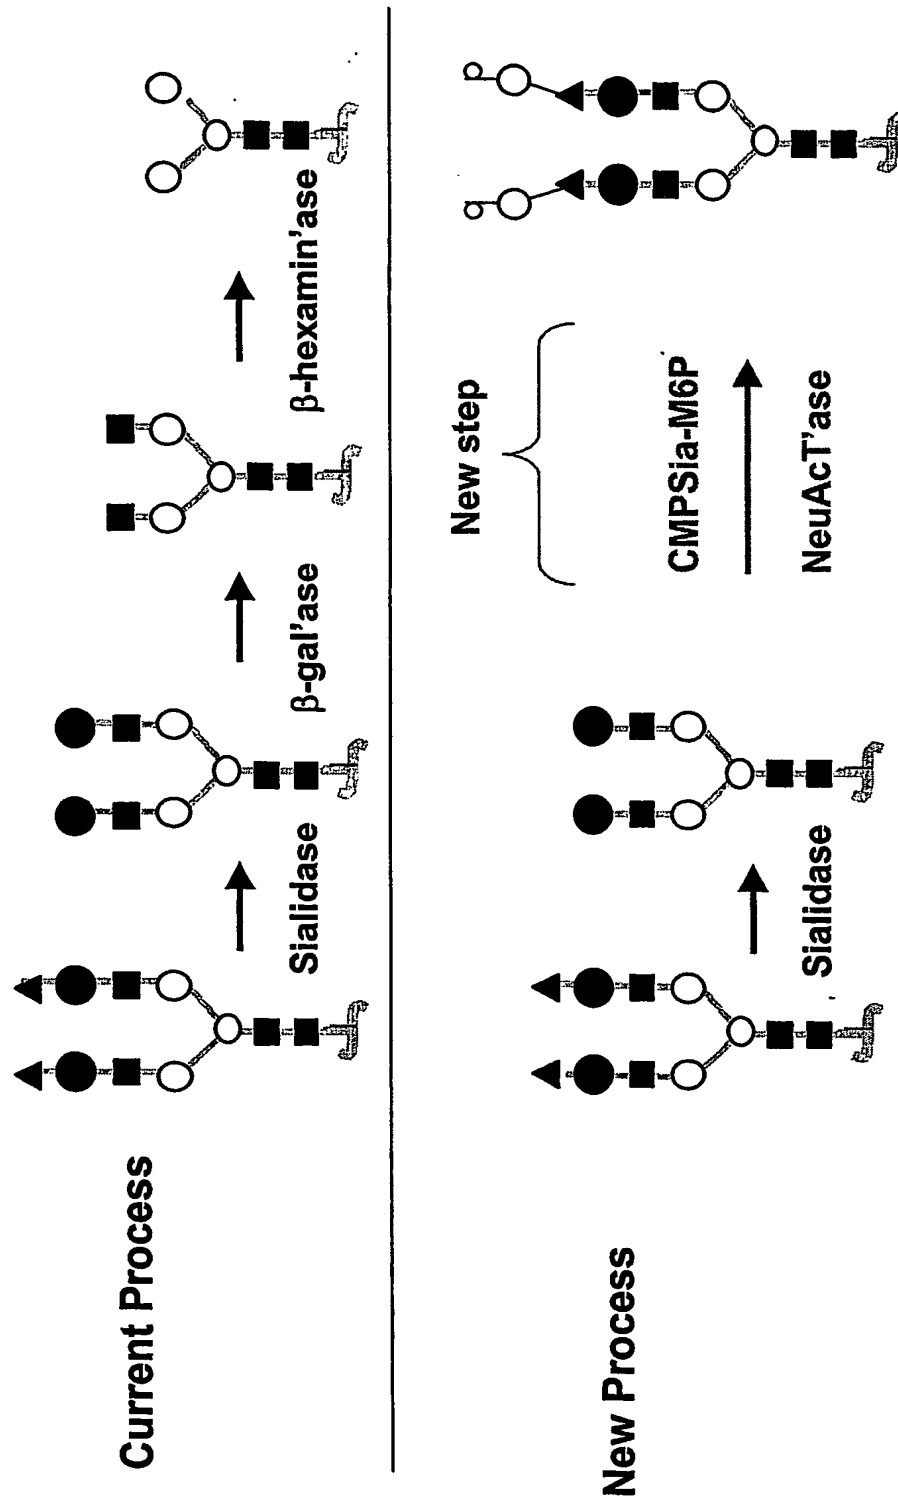 Current Process
Sialidase
β-gal'ase
β-hexamin'ase
New Process
Sialidase
New step
CMPSia-M6P
NeuAcT'ase